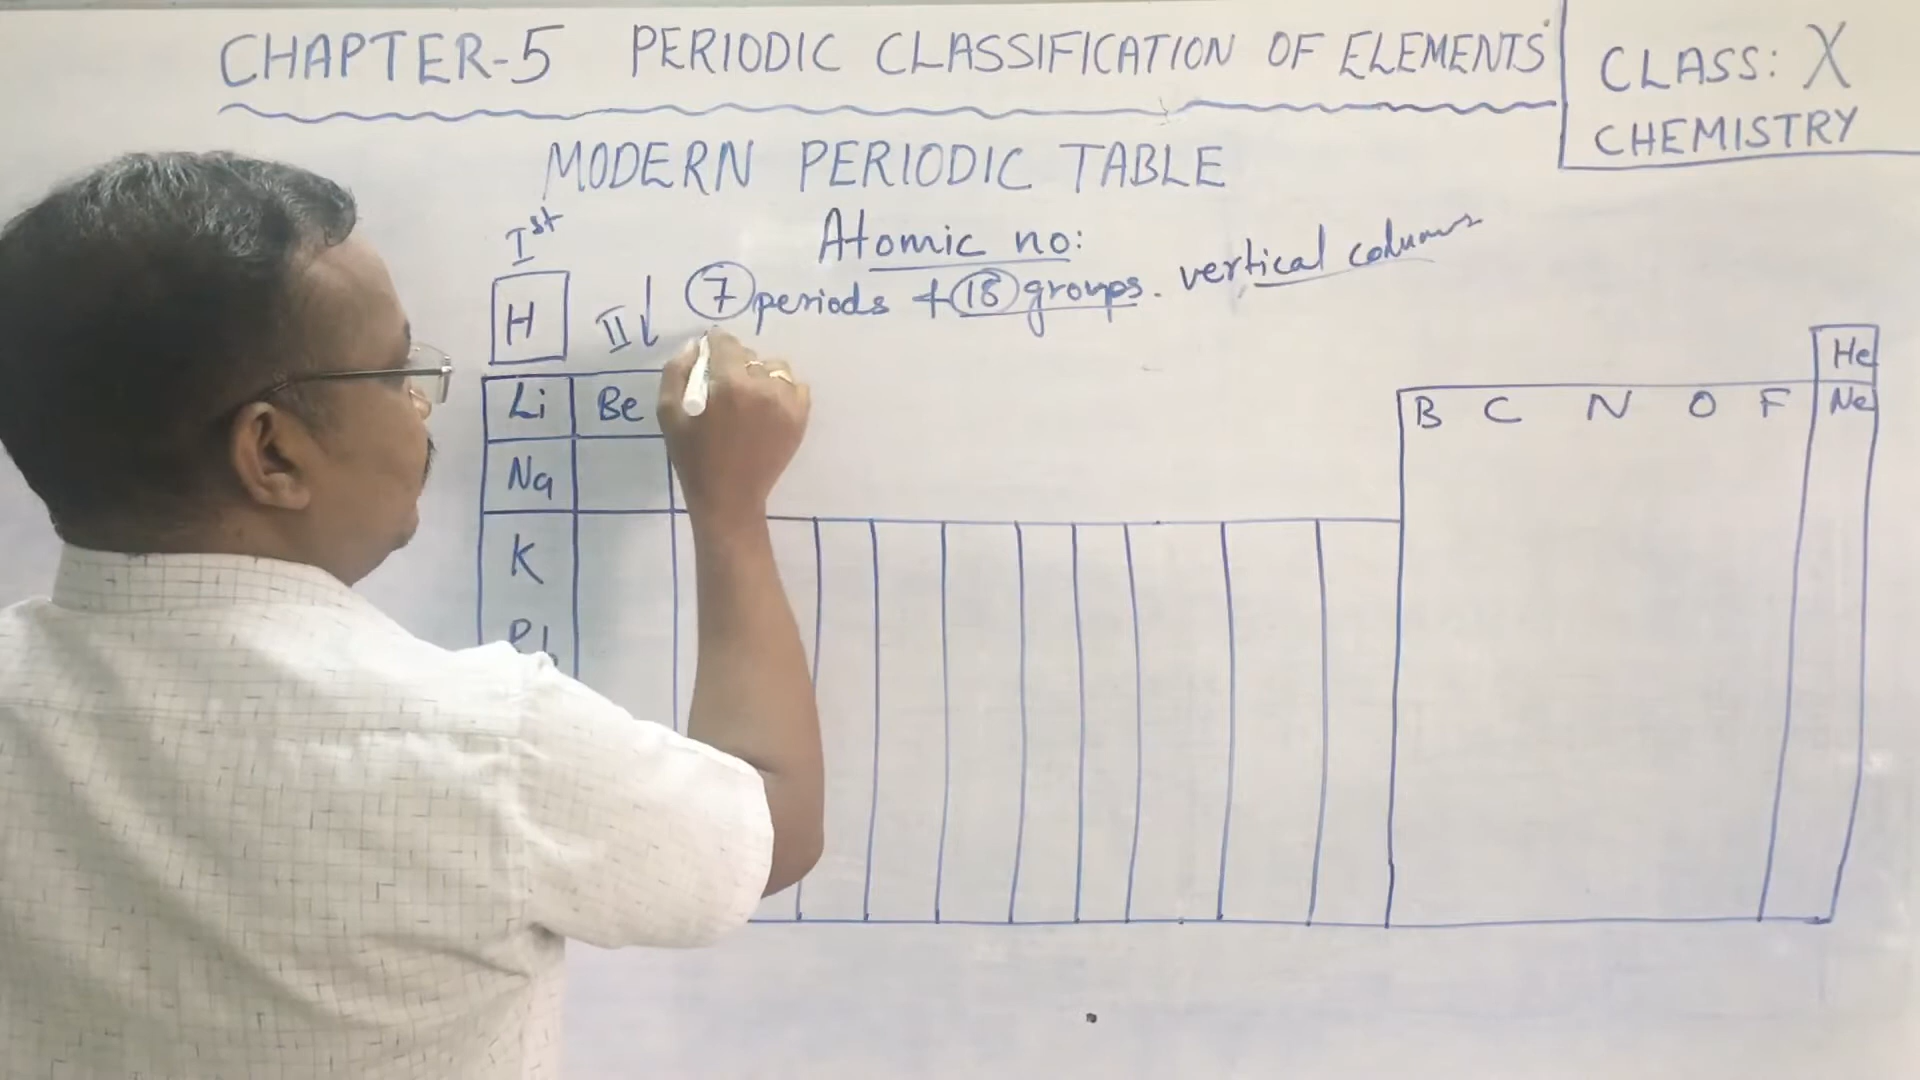 CHAPTER-5 PERIODIC CLASSIFICATION OF ELEMENTS
CLASS: X
CHEMISTRY
MODERN PERIODIC TABLE
Atomic no:
7 periods + 18 groups. vertical columns
Ist
II
H
He
Li Be
B C N O F Ne
Na
K